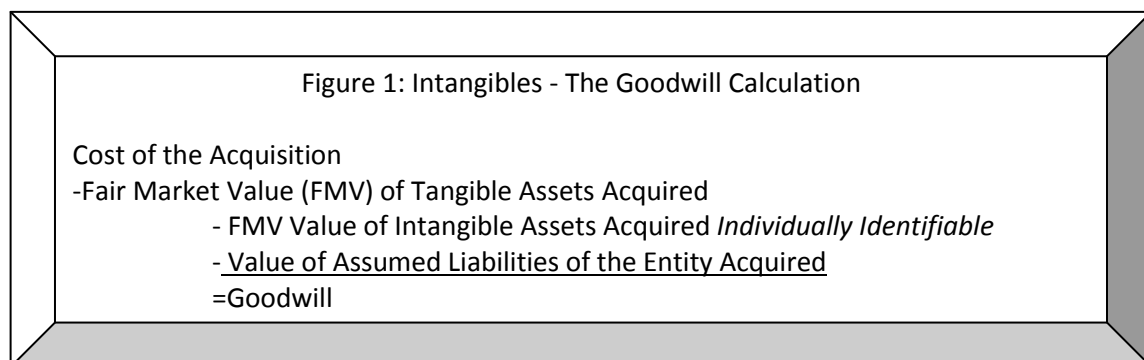 Figure 1: Intangibles - The Goodwill Calculation
Cost of the Acquisition
-Fair Market Value (FMV) of Tangible Assets Acquired
- FMV Value of Intangible Assets Acquired Individually Identifiable
- Value of Assumed Liabilities of the Entity Acquired
=Goodwill